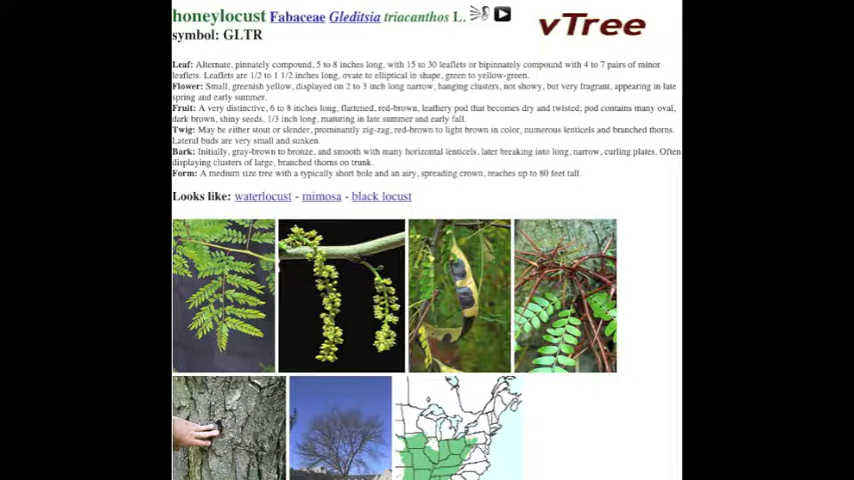 honeylocust Fabaceae Gleditsia triacanthos L.
vTree
symbol: GLTR
Leaf: Alternate, pinnately compound, 5 to 8 inches long, with 15 to 30 leaflets or bipinnately compound with 4 to 7 pairs of minor
leaflets. Leaflets are 1/2 to 1 1/2 inches long, ovate to elliptical in shape, green to yellow-green.
Flower: Small, greenish yellow, displayed on 2 to 3 inch long narrow, hanging clusters, not showy, but very fragrant, appearing in late
spring and early summer.
Fruit: A very distinctive, 6 to 8 inches long, flattened, red-brown, leathery pod that becomes dry and twisted; pod contains many oval,
dark brown, shiny seeds, 1/3 inch long, maturing in late summer and early fall.
Twig: May be either stout or slender, prominantly zig-zag, red-brown to light brown in color, numerous lenticels and branched thorns.
Lateral buds are very small and sunken.
Bark: Initially, gray-brown to bronze, and smooth with many horizontal lenticels, later breaking into long, narrow, curling plates. Often
displaying clusters of large, branched thorns on trunk.
Form: A medium size tree with a typically short bole and an airy, spreading crown, reaches up to 80 feet tall.
Looks like: waterlocust - mimosa - black locust